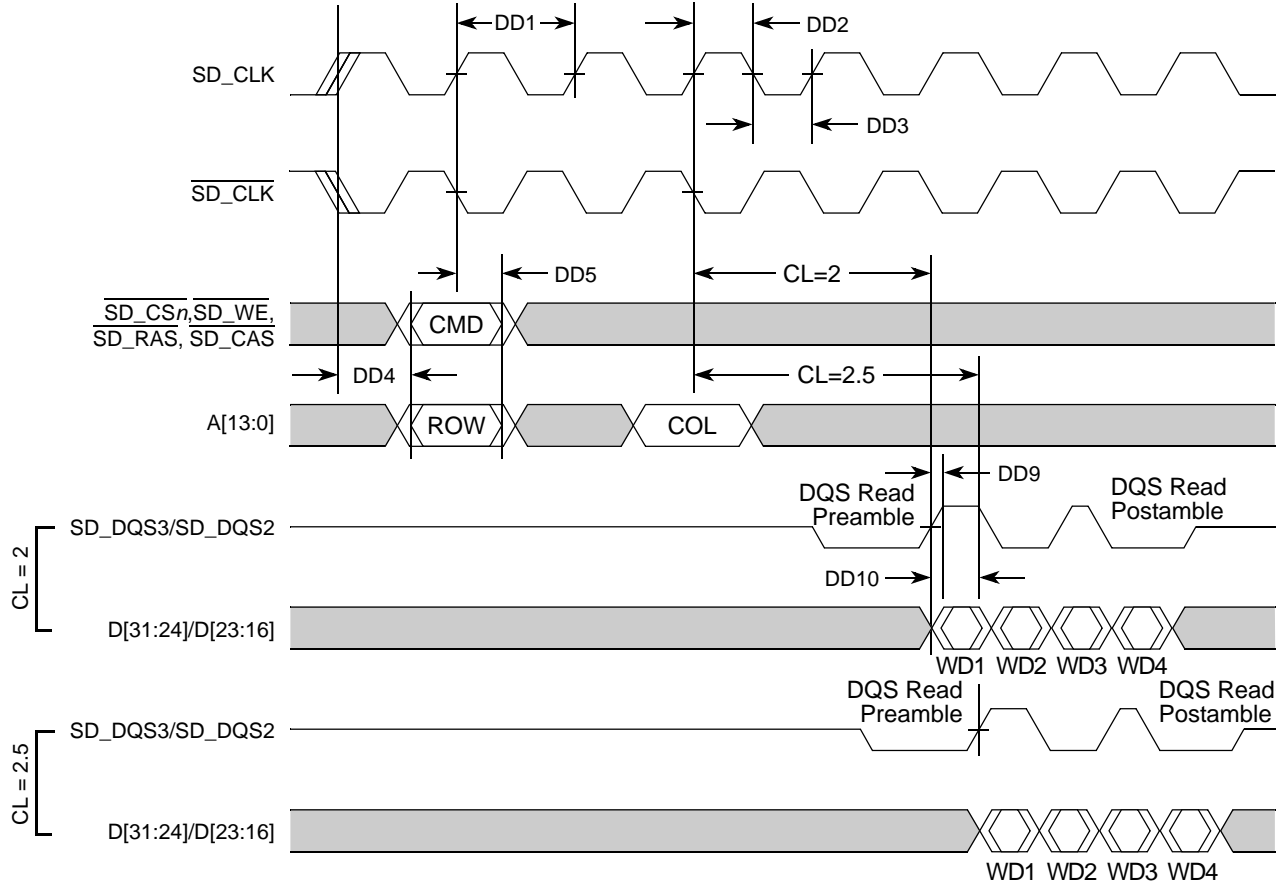 DD1
DD2
SD_CLK
DD3
SD_CLK
DD5
CL=2
SD_CSn,SD_WE,
SD_RAS, SD_CAS
CMD
DD4
CL=2.5
A[13:0]
ROW
COL
DD9
DQS Read
Preamble
DQS Read
Postamble
CL = 2
SD_DQS3/SD_DQS2
DD10
D[31:24]/D[23:16]
WD1 WD2 WD3 WD4
DQS Read
Preamble
DQS Read
Postamble
CL = 2.5
SD_DQS3/SD_DQS2
D[31:24]/D[23:16]
WD1 WD2 WD3 WD4